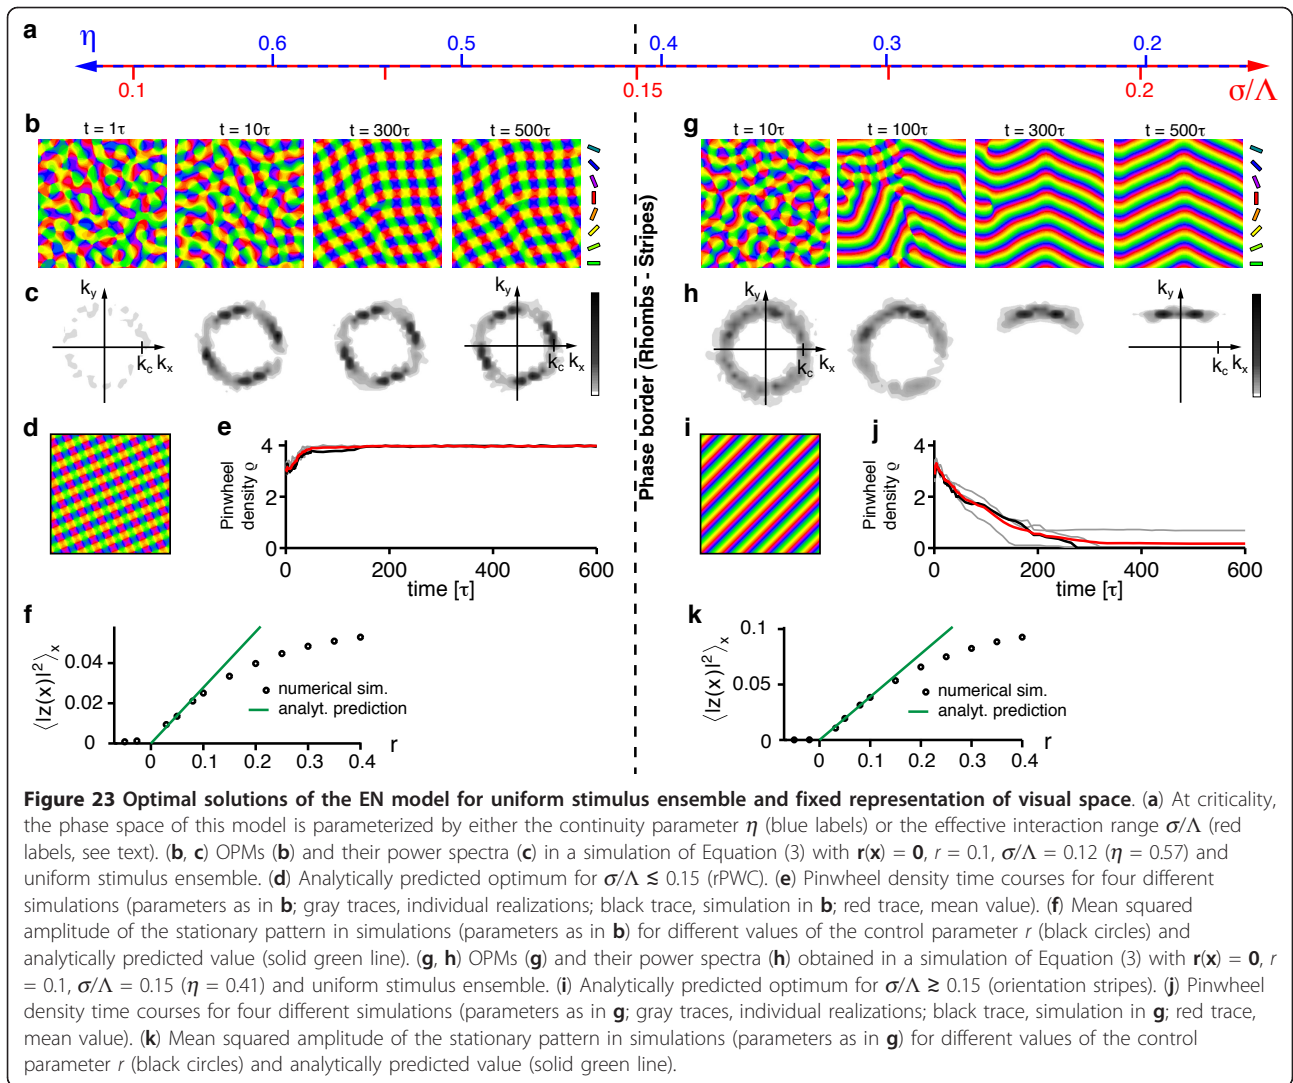 a
η
0.6
0.5
0.4
0.3
0.2
0.1
0.15
0.2
σ/Λ
b
t = 1τ
t = 10τ
t = 300τ
t = 500τ
c
k_y
k_c k_x
k_y
k_c k_x
d
e
4
2
0
Pinwheel
density ϱ
0
200
400
600
time [τ]
f
⟨|z(x)|²⟩ₓ
0.04
0.02
0
numerical sim.
analyt. prediction
0
0.1
0.2
0.3
0.4
r
Phase border (Rhombs - Stripes)
g
t = 10τ
t = 100τ
t = 300τ
t = 500τ
h
k_y
k_c k_x
k_y
k_c k_x
i
j
4
2
0
Pinwheel
density ϱ
0
200
400
600
time [τ]
k
⟨|z(x)|²⟩ₓ
0.1
0.05
0
numerical sim.
analyt. prediction
0
0.1
0.2
0.3
0.4
r
Figure 23 Optimal solutions of the EN model for uniform stimulus ensemble and fixed representation of visual space. (a) At criticality,
the phase space of this model is parameterized by either the continuity parameter η (blue labels) or the effective interaction range σ/Λ (red
labels, see text). (b, c) OPMs (b) and their power spectra (c) in a simulation of Equation (3) with r(x) = 0, r = 0.1, σ/Λ = 0.12 (η = 0.57) and
uniform stimulus ensemble. (d) Analytically predicted optimum for σ/Λ ≲ 0.15 (rPWC). (e) Pinwheel density time courses for four different
simulations (parameters as in b; gray traces, individual realizations; black trace, simulation in b; red trace, mean value). (f) Mean squared
amplitude of the stationary pattern in simulations (parameters as in b) for different values of the control parameter r (black circles) and
analytically predicted value (solid green line). (g, h) OPMs (g) and their power spectra (h) obtained in a simulation of Equation (3) with r(x) = 0, r
= 0.1, σ/Λ = 0.15 (η = 0.41) and uniform stimulus ensemble. (i) Analytically predicted optimum for σ/Λ ≳ 0.15 (orientation stripes). (j) Pinwheel
density time courses for four different simulations (parameters as in g; gray traces, individual realizations; black trace, simulation in g; red trace,
mean value). (k) Mean squared amplitude of the stationary pattern in simulations (parameters as in g) for different values of the control
parameter r (black circles) and analytically predicted value (solid green line).